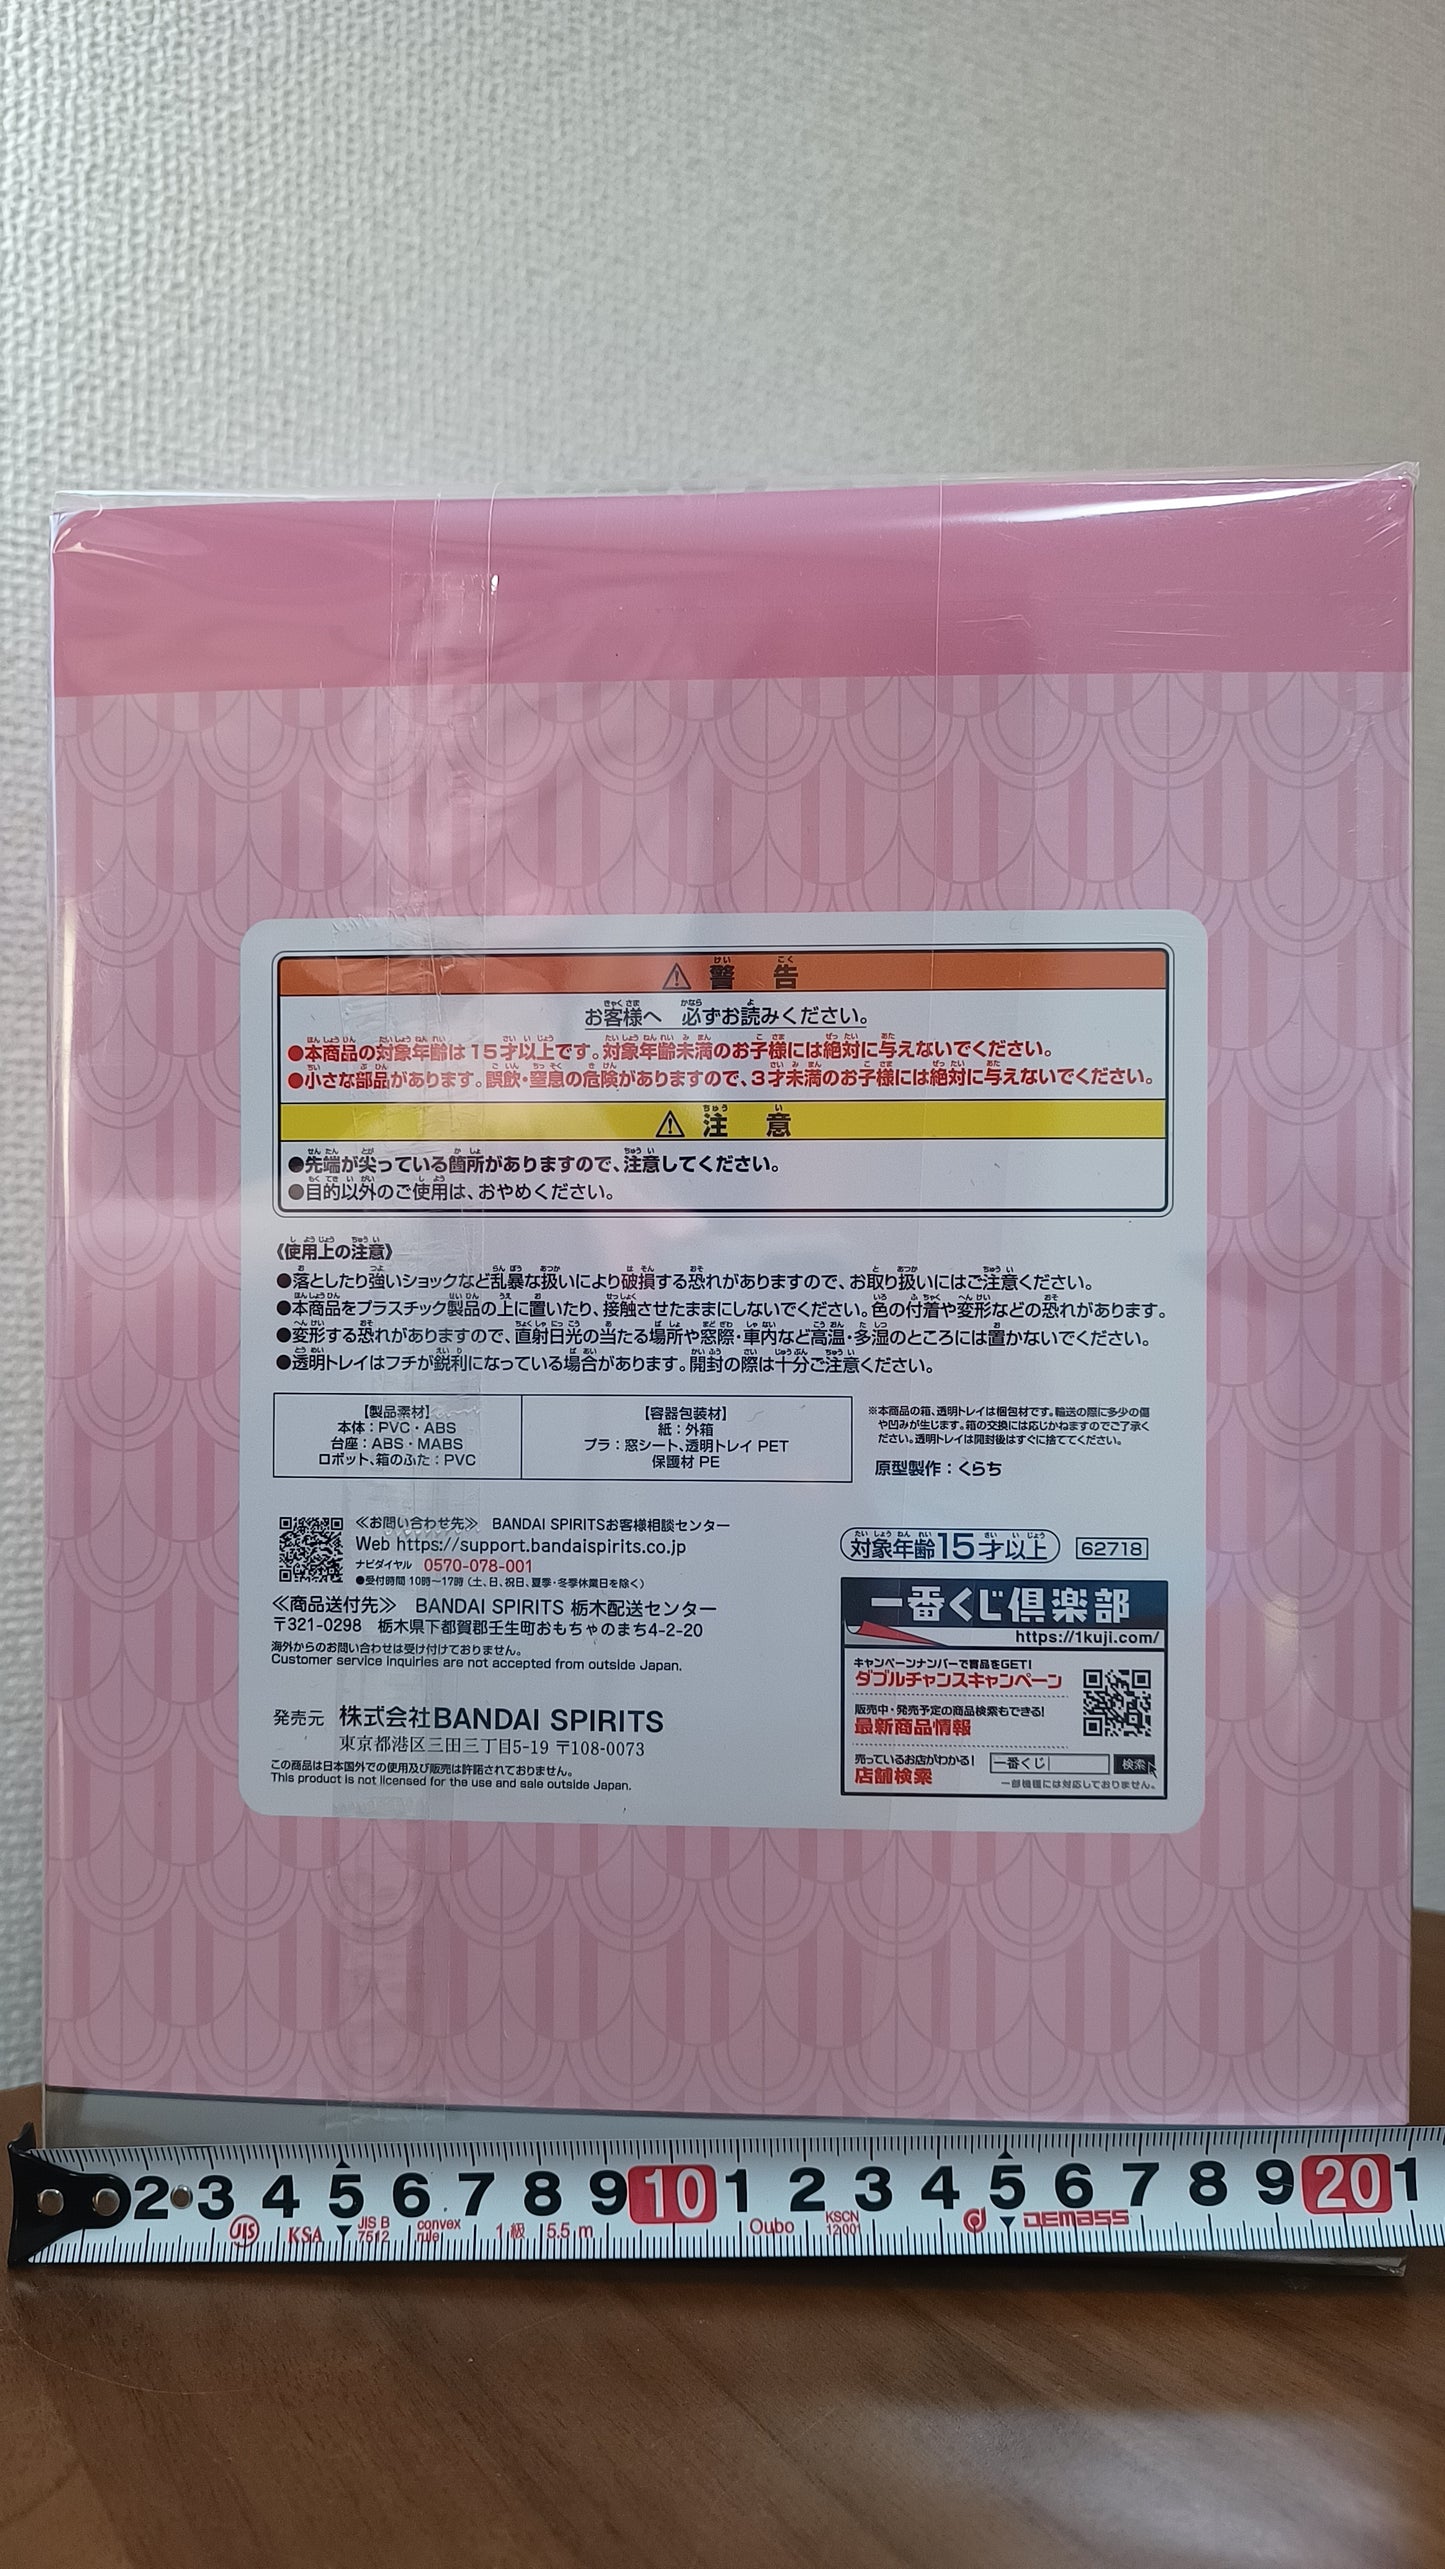 ⚠ 警 告
お客様へ 必ずお読みください。
●本商品の対象年齢は15才以上です。対象年齢未満のお子様には絶対に与えないでください。
●小さな部品があります。誤飲・窒息の危険がありますので、3才未満のお子様には絶対に与えないでください。
⚠ 注 意
●先端が尖っている箇所がありますので、注意してください。
●目的以外のご使用は、おやめください。
《使用上の注意》
●落としたり強いショックなど乱暴な扱いにより破損する恐れがありますので、お取り扱いにはご注意ください。
●本商品をプラスチック製品の上に置いたり、接触させたままにしないでください。色の付着や変形などの恐れがあります。
●変形する恐れがありますので、直射日光の当たる場所や窓際・車内など高温・多湿のところには置かないでください。
●透明トレイはフチが鋭利になっている場合があります。開封の際は十分ご注意ください。
【製品素材】
本体：PVC・ABS
台座：ABS・MABS
ロボット、箱のふた：PVC
【容器包装材】
紙：外箱
プラ：窓シート、透明トレイ PET
保護材 PE
※本商品の箱、透明トレイは梱包材です。輸送の際に多少の傷
や凹みが生じます。箱の交換には応じかねますのでご了承く
ださい。透明トレイは開封後はすぐに捨ててください。
原型製作：くらち
≪お問い合わせ先≫ BANDAI SPIRITSお客様相談センター
Web https://support.bandaispirits.co.jp
ナビダイヤル 0570-078-001
●受付時間 10時～17時（土、日、祝日、夏季・冬季休業日を除く）
≪商品送付先≫ BANDAI SPIRITS 栃木配送センター
〒321-0298 栃木県下都賀郡壬生町おもちゃのまち4-2-20
海外からのお問い合わせは受け付けておりません。
Customer service inquiries are not accepted from outside Japan.
発売元 株式会社BANDAI SPIRITS
東京都港区三田三丁目5-19 〒108-0073
この商品は日本国外での使用及び販売は許諾されておりません。
This product is not licensed for the use and sale outside Japan.
対象年齢15才以上 62718
一番くじ倶楽部
https://1kuji.com/
キャンペーンナンバーで賞品をGET!
ダブルチャンスキャンペーン
販売中・発売予定の商品検索もできる!
最新商品情報
売っているお店がわかる!
店舗検索
一番くじ 検索
一部機種には対応しておりません。
2 3 4 5 6 7 8 9 10 1 2 3 4 5 6 7 8 9 20 1
JIS KSA JIS B 7512 convex rule 1級 5.5 m Oubo KSCN 12001 DEMASS